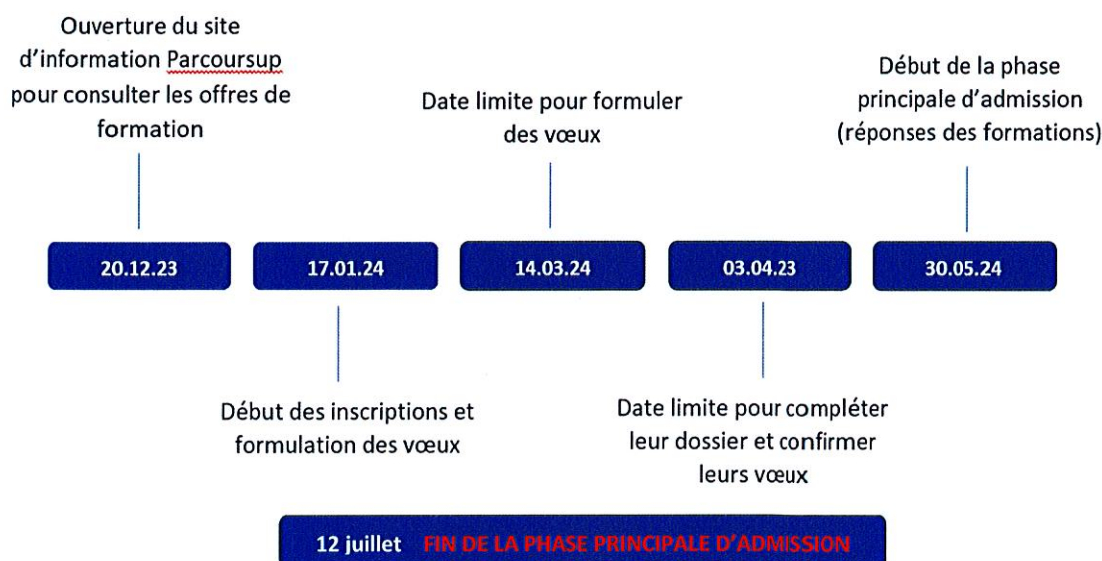 Ouverture du site
d'information Parcoursup
pour consulter les offres de
formation
Date limite pour formuler
des vœux
Début de la phase
principale d'admission
(réponses des formations)
20.12.23
17.01.24
14.03.24
03.04.23
30.05.24
Début des inscriptions et
formulation des vœux
Date limite pour compléter
leur dossier et confirmer
leurs vœux
12 juillet FIN DE LA PHASE PRINCIPALE D'ADMISSION